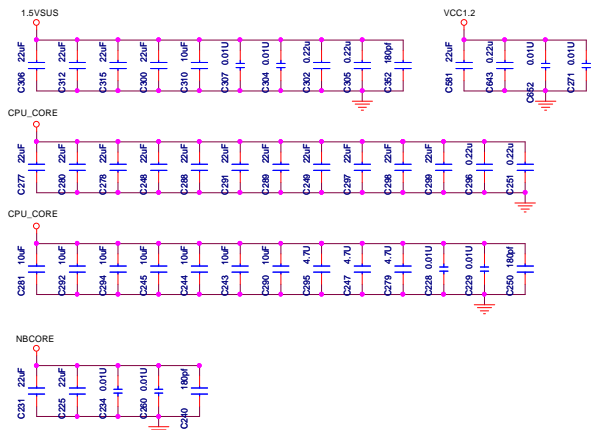 1.5VSUS
22uF 22uF 22uF 22uF 10uF 0.01U 0.01U 0.22u 0.22u 180pf
C306 C312 C315 C300 C310 C307 C304 C302 C305 C352
VCC1.2
22uF 0.22u 0.01U 0.01U
C581 C643 C652 C271
CPU_CORE
22uF 22uF 22uF 22uF 22uF 22uF 22uF 22uF 22uF 22uF 22uF 0.22u 0.22u
C277 C280 C278 C248 C288 C291 C289 C249 C297 C298 C299 C296 C251
CPU_CORE
10uF 10uF 10uF 10uF 10uF 10uF 10uF 4.7U 4.7U 4.7U 0.01U 0.01U 180pf
C281 C292 C294 C245 C244 C243 C290 C295 C247 C279 C228 C229 C250
NBCORE
22uF 22uF 0.01U 0.01U 180pf
C231 C225 C234 C260 C240